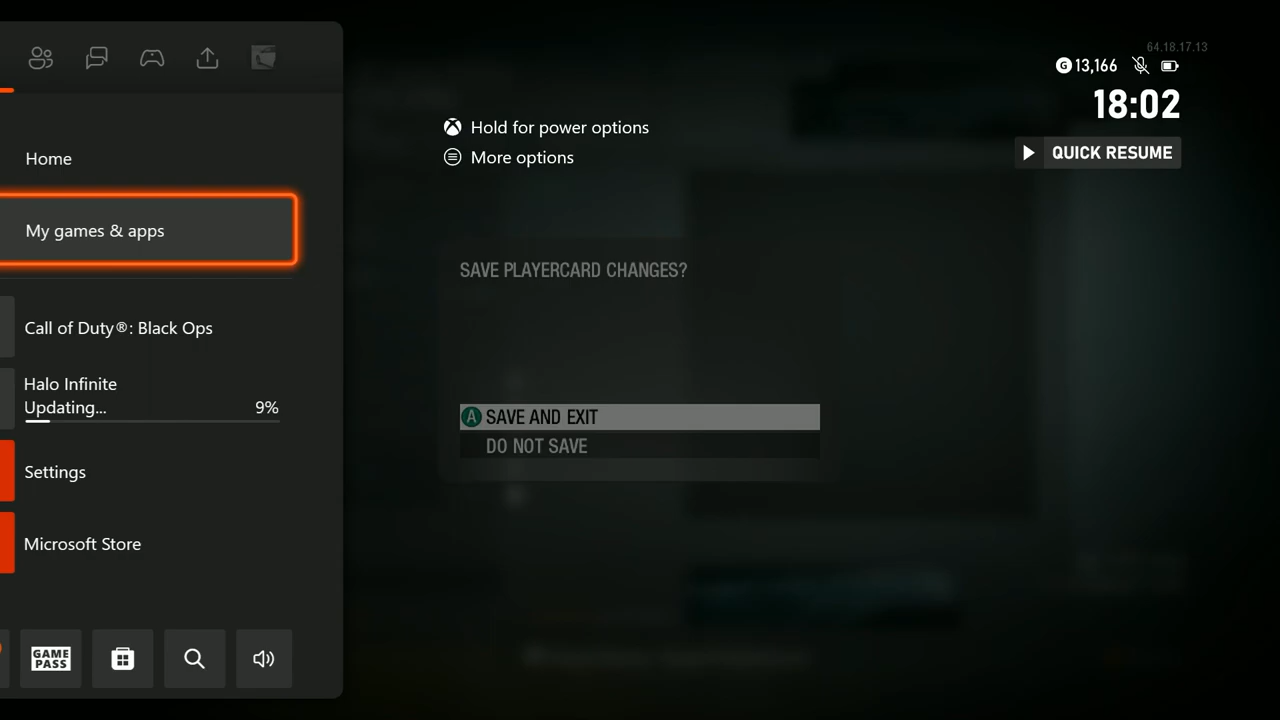 64.18.17.13
G 13,166
18:02
QUICK RESUME
Hold for power options
More options
Home
My games & apps
Call of Duty®: Black Ops
Halo Infinite
Updating... 9%
Settings
Microsoft Store
GAME
PASS
SAVE PLAYERCARD CHANGES?
A SAVE AND EXIT
DO NOT SAVE